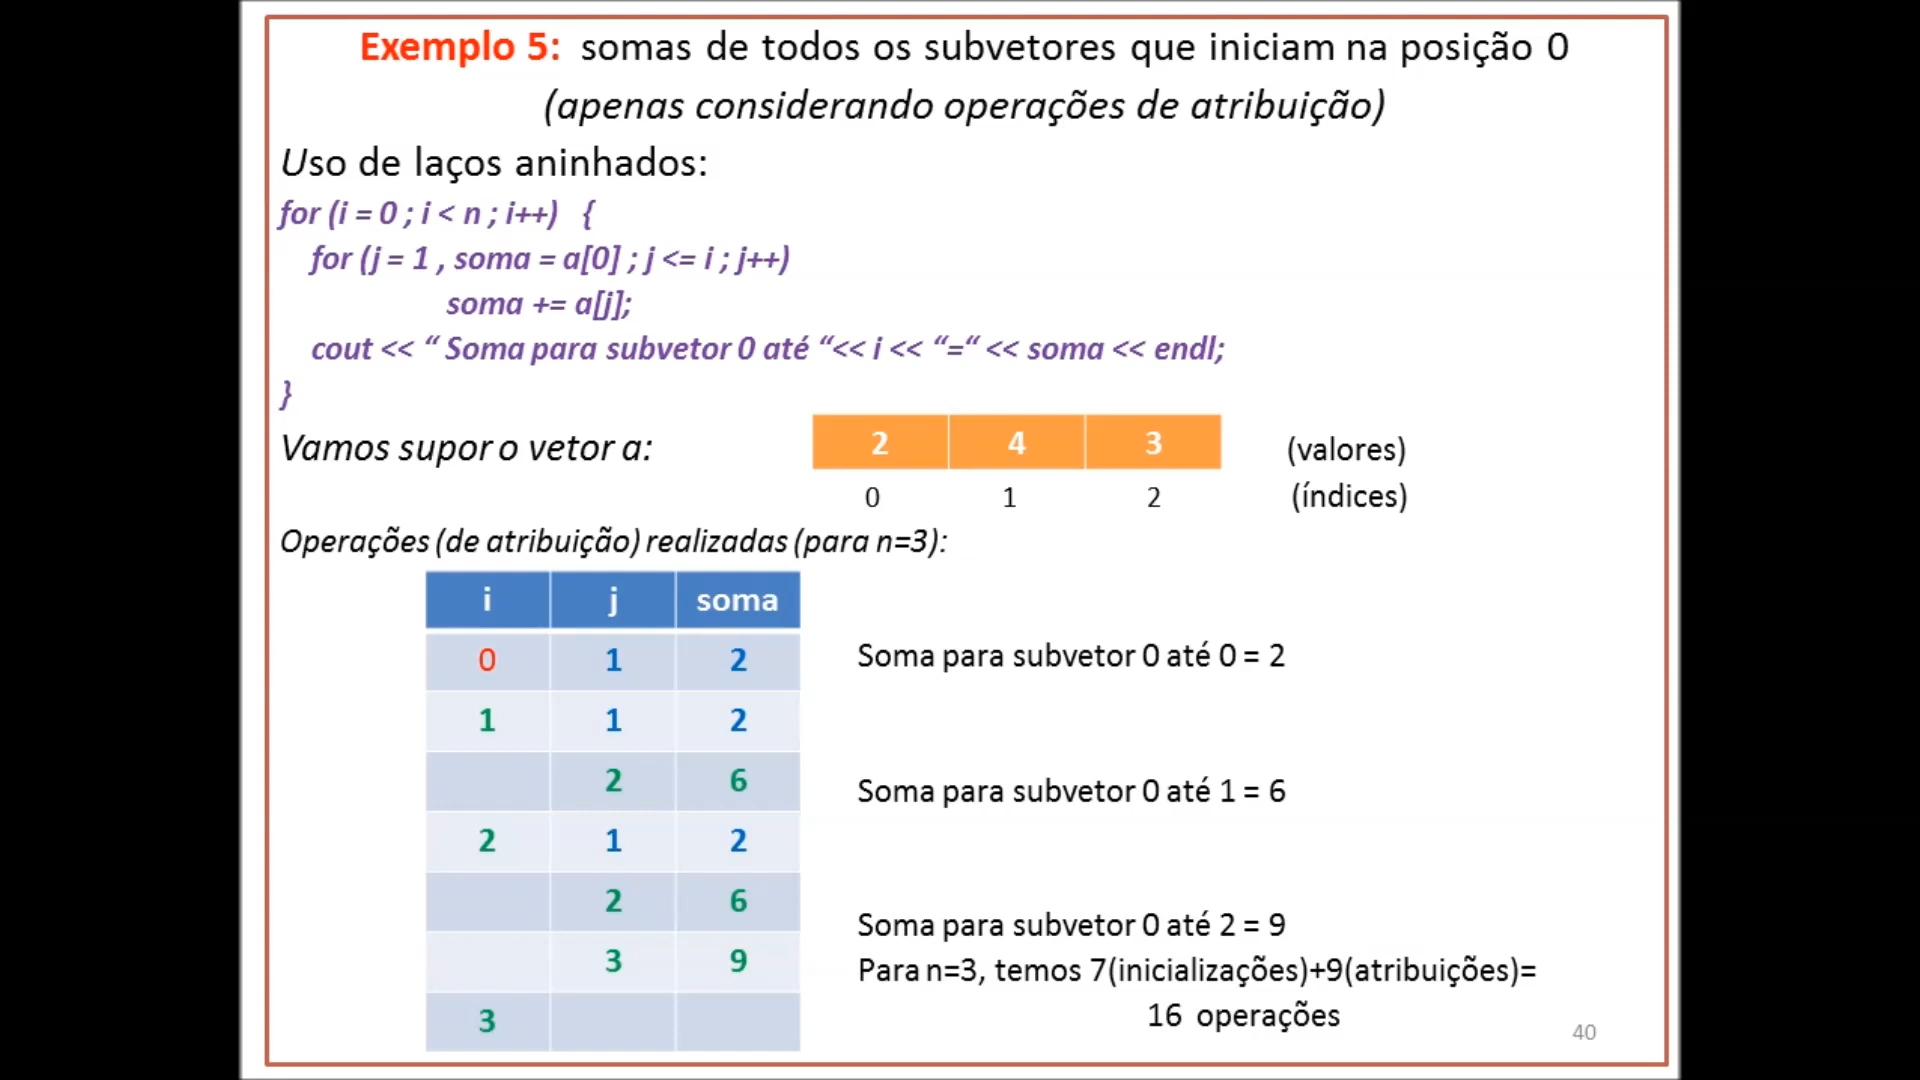 Exemplo 5: somas de todos os subvetores que iniciam na posição 0
(apenas considerando operações de atribuição)
Uso de laços aninhados:
for (i = 0 ; i < n ; i++) {
for (j = 1 , soma = a[0] ; j <= i ; j++)
soma += a[j];
cout << “ Soma para subvetor 0 até “<< i << “=“ << soma << endl;
}
Vamos supor o vetor a: 2 4 3 (valores)
0 1 2 (índices)
Operações (de atribuição) realizadas (para n=3):
i j soma
0 1 2 Soma para subvetor 0 até 0 = 2
1 1 2
2 6 Soma para subvetor 0 até 1 = 6
2 1 2
2 6 Soma para subvetor 0 até 2 = 9
3 9 Para n=3, temos 7(inicializações)+9(atribuições)=
3 16 operações
40